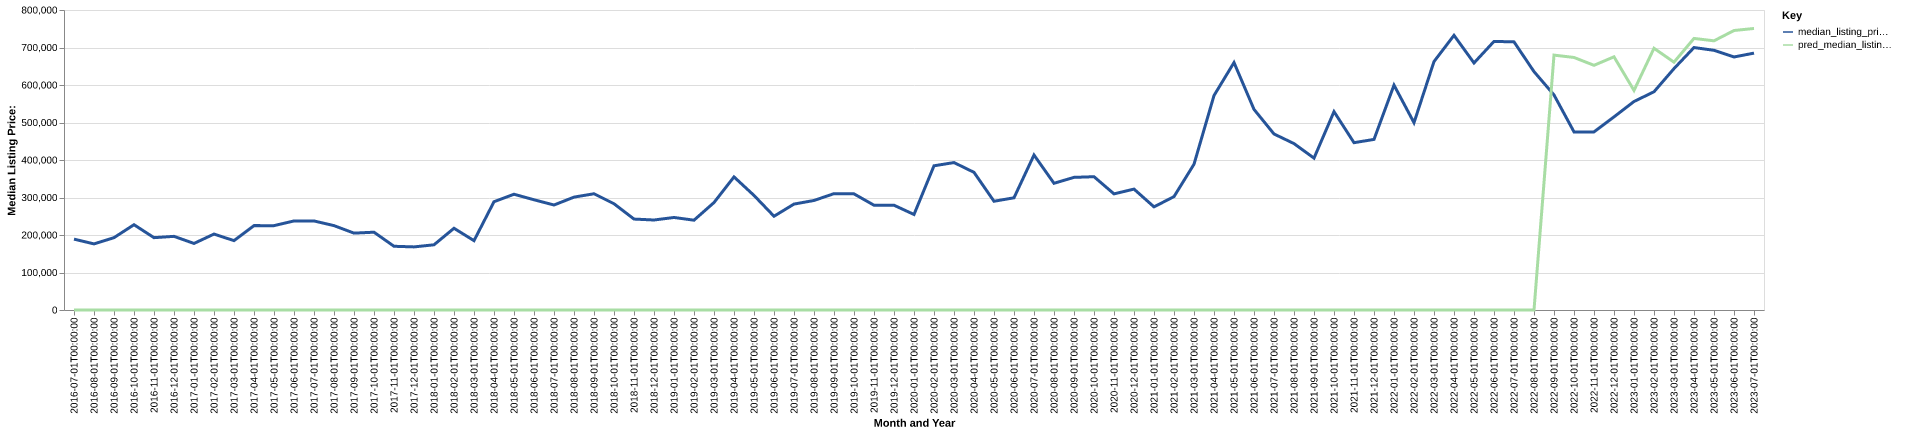 800,000
700,000
600,000
500,000
400,000
300,000
200,000
100,000
0
Median Listing Price:
2016-07-01T00:00:00
2016-08-01T00:00:00
2016-09-01T00:00:00
2016-10-01T00:00:00
2016-11-01T00:00:00
2016-12-01T00:00:00
2017-01-01T00:00:00
2017-02-01T00:00:00
2017-03-01T00:00:00
2017-04-01T00:00:00
2017-05-01T00:00:00
2017-06-01T00:00:00
2017-07-01T00:00:00
2017-08-01T00:00:00
2017-09-01T00:00:00
2017-10-01T00:00:00
2017-11-01T00:00:00
2017-12-01T00:00:00
2018-01-01T00:00:00
2018-02-01T00:00:00
2018-03-01T00:00:00
2018-04-01T00:00:00
2018-05-01T00:00:00
2018-06-01T00:00:00
2018-07-01T00:00:00
2018-08-01T00:00:00
2018-09-01T00:00:00
2018-10-01T00:00:00
2018-11-01T00:00:00
2018-12-01T00:00:00
2019-01-01T00:00:00
2019-02-01T00:00:00
2019-03-01T00:00:00
2019-04-01T00:00:00
2019-05-01T00:00:00
2019-06-01T00:00:00
2019-07-01T00:00:00
2019-08-01T00:00:00
2019-09-01T00:00:00
2019-10-01T00:00:00
2019-11-01T00:00:00
2019-12-01T00:00:00
2020-01-01T00:00:00
2020-02-01T00:00:00
2020-03-01T00:00:00
2020-04-01T00:00:00
2020-05-01T00:00:00
2020-06-01T00:00:00
2020-07-01T00:00:00
2020-08-01T00:00:00
2020-09-01T00:00:00
2020-10-01T00:00:00
2020-11-01T00:00:00
2020-12-01T00:00:00
2021-01-01T00:00:00
2021-02-01T00:00:00
2021-03-01T00:00:00
2021-04-01T00:00:00
2021-05-01T00:00:00
2021-06-01T00:00:00
2021-07-01T00:00:00
2021-08-01T00:00:00
2021-09-01T00:00:00
2021-10-01T00:00:00
2021-11-01T00:00:00
2021-12-01T00:00:00
2022-01-01T00:00:00
2022-02-01T00:00:00
2022-03-01T00:00:00
2022-04-01T00:00:00
2022-05-01T00:00:00
2022-06-01T00:00:00
2022-07-01T00:00:00
2022-08-01T00:00:00
2022-09-01T00:00:00
2022-10-01T00:00:00
2022-11-01T00:00:00
2022-12-01T00:00:00
2023-01-01T00:00:00
2023-02-01T00:00:00
2023-03-01T00:00:00
2023-04-01T00:00:00
2023-05-01T00:00:00
2023-06-01T00:00:00
2023-07-01T00:00:00
Month and Year
Key
median_listing_pri…
pred_median_listin…